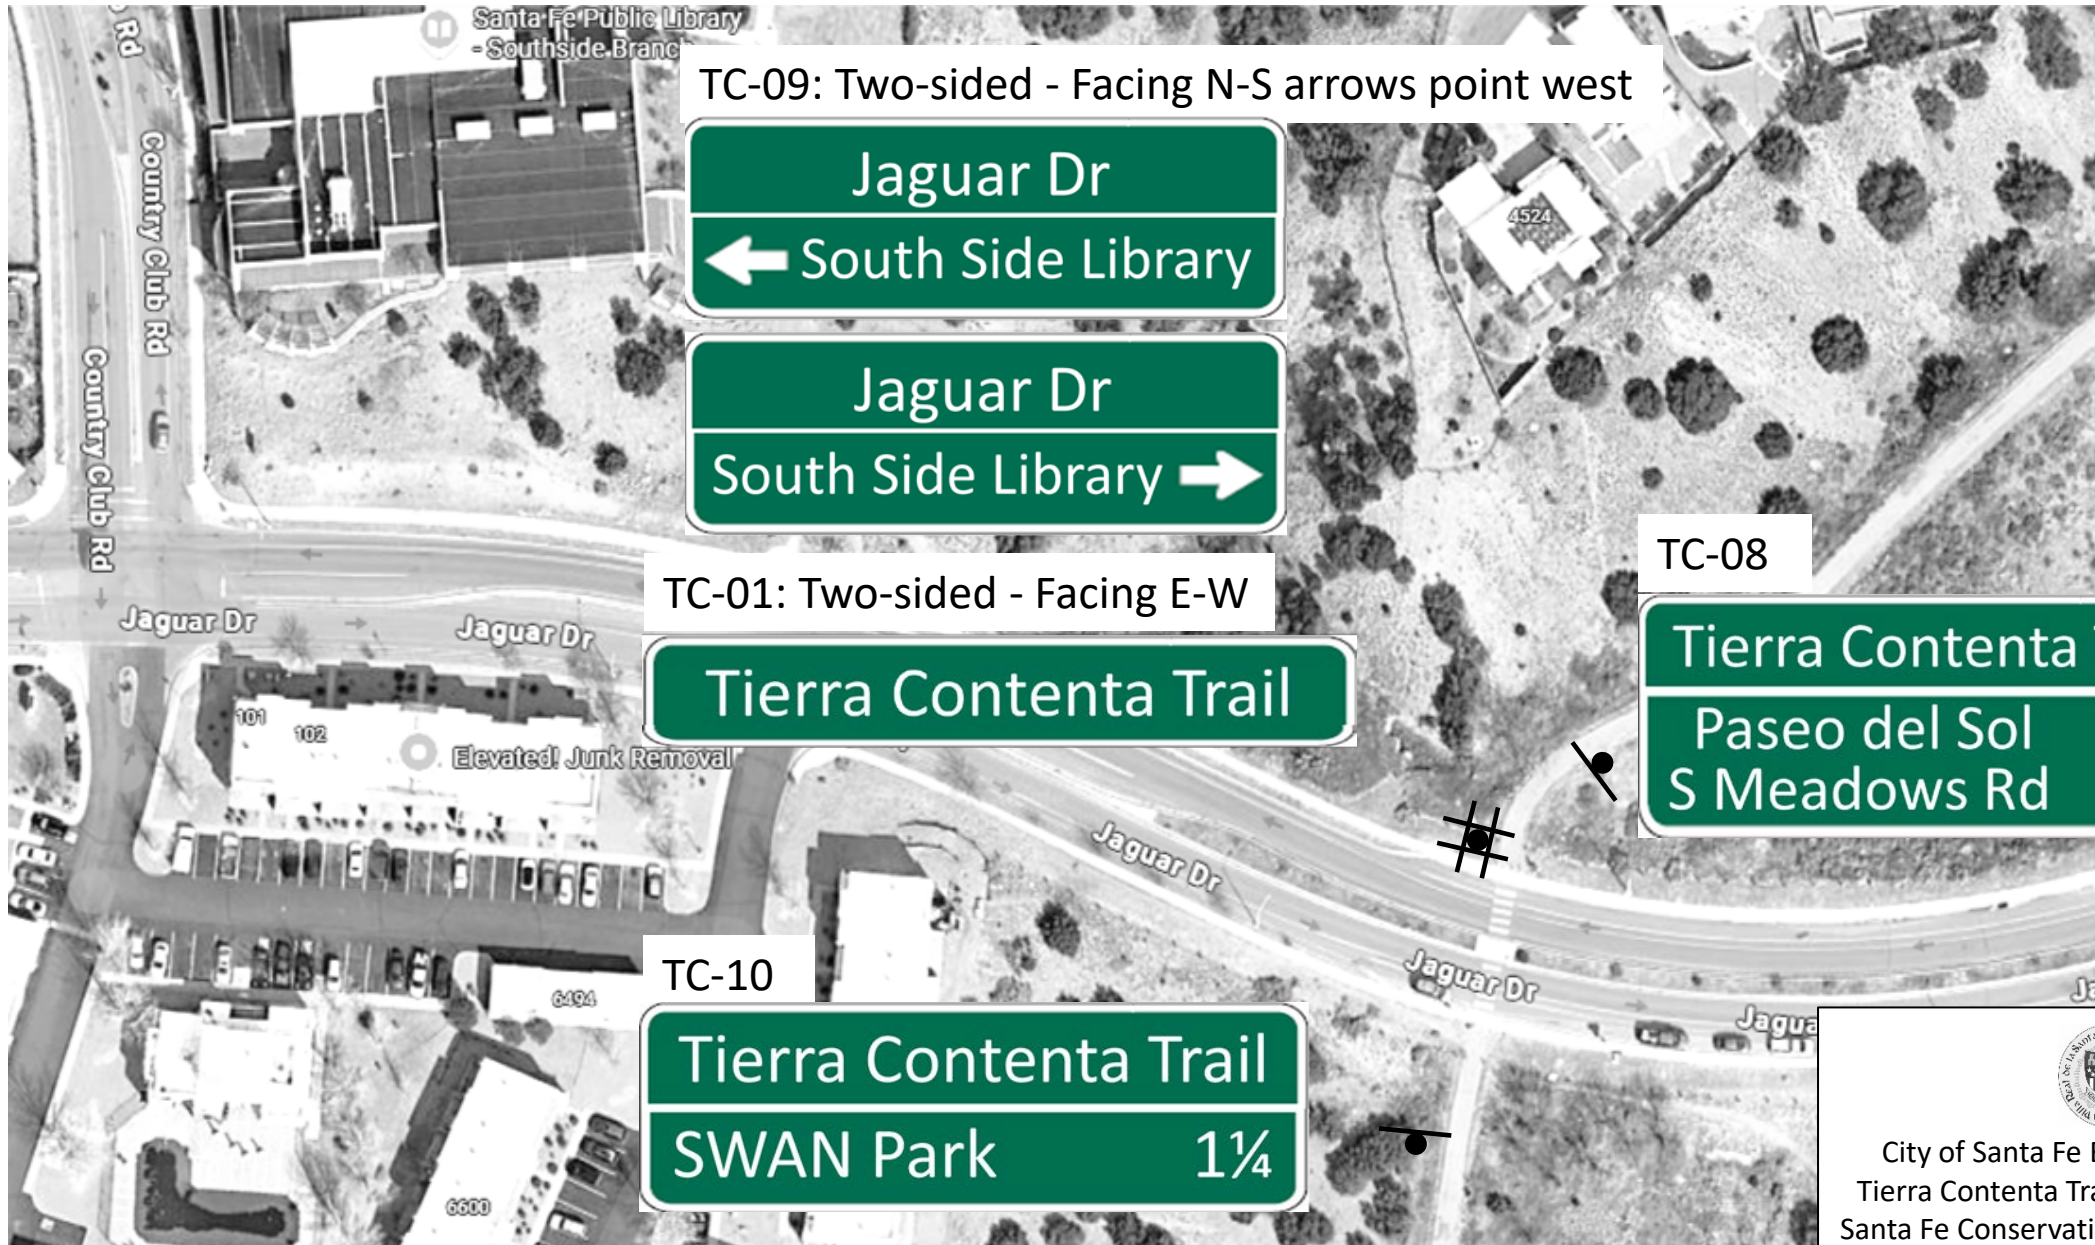 Rd
Santa Fe Public Library
- Southside Branch
TC-09: Two-sided - Facing N-S arrows point west
Jaguar Dr
South Side Library
Jaguar Dr
South Side Library
Country Club Rd
Country Club Rd
4524
TC-01: Two-sided - Facing E-W
Tierra Contenta Trail
TC-08
Tierra Contenta
Paseo del Sol
S Meadows Rd
Jaguar Dr
Jaguar Dr
101
102
Elevated! Junk Removal
Jaguar Dr
Jaguar Dr
TC-10
Tierra Contenta Trail
SWAN Park 1¼
6494
6600
City of Santa Fe
Tierra Contenta
Santa Fe